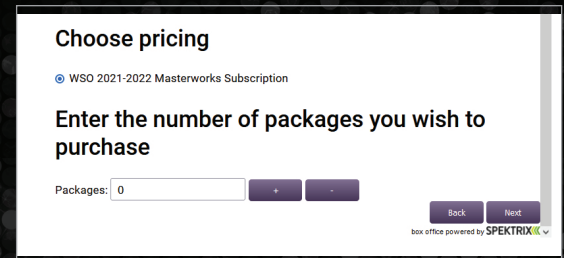 Choose pricing
WSO 2021-2022 Masterworks Subscription
Enter the number of packages you wish to
purchase
Packages: 0 + -
Back Next
box office powered by SPEKTRIX